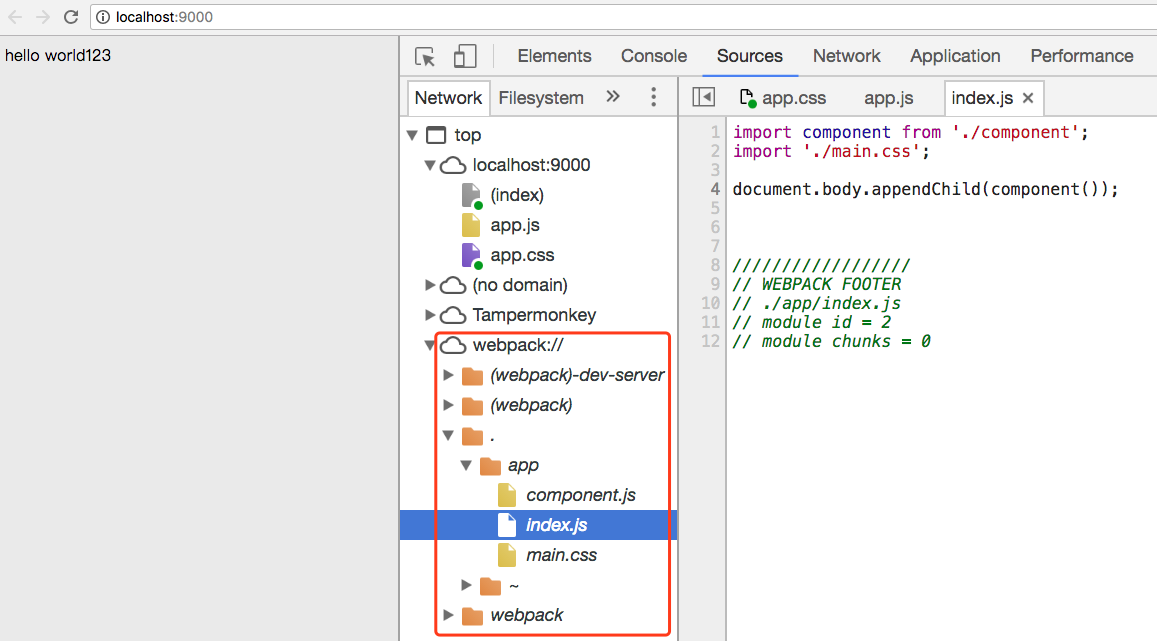 localhost:9000
hello world123
Elements Console Sources Network Application Performance
Network Filesystem »
app.css app.js index.js ×
top
localhost:9000
(index)
app.js
app.css
(no domain)
Tampermonkey
webpack://
(webpack)-dev-server
(webpack)
.
app
component.js
index.js
main.css
~
webpack
1 import component from './component';
2 import './main.css';
3
4 document.body.appendChild(component());
5
6
7
8 //////////////////
9 // WEBPACK FOOTER
10 // ./app/index.js
11 // module id = 2
12 // module chunks = 0